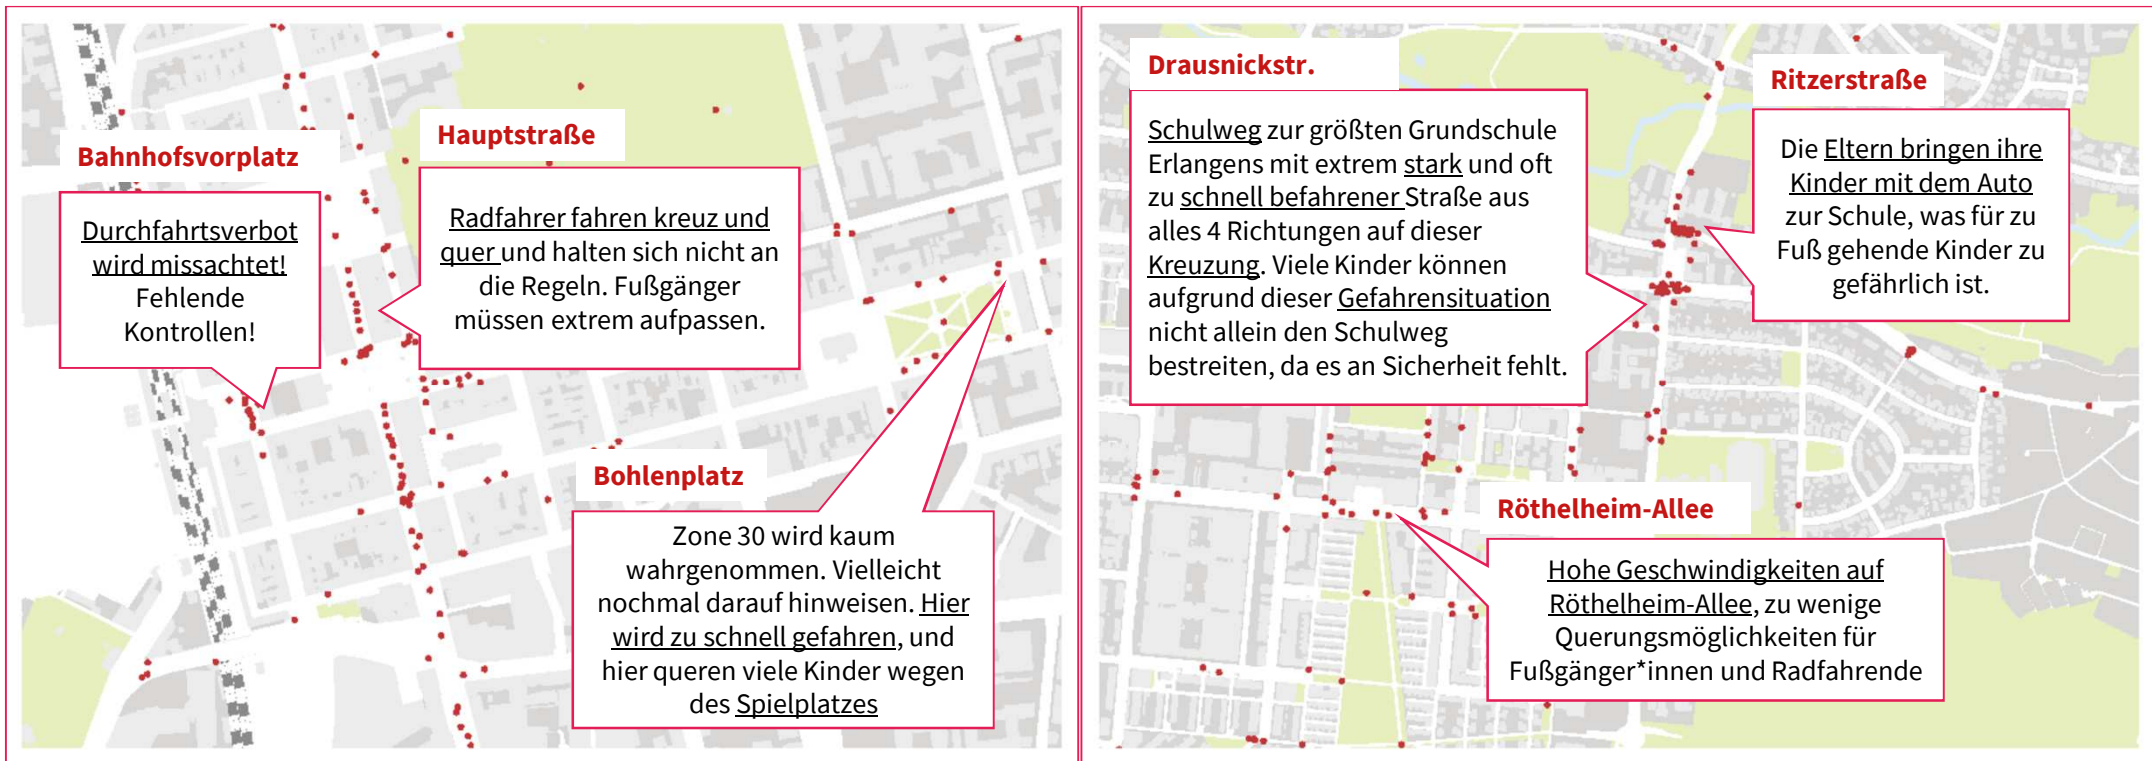 Bahnhofsvorplatz
Durchfahrtsverbot
wird missachtet!
Fehlende
Kontrollen!
Hauptstraße
Radfahrer fahren kreuz und
quer und halten sich nicht an
die Regeln. Fußgänger
müssen extrem aufpassen.
Bohlenplatz
Zone 30 wird kaum
wahrgenommen. Vielleicht
nochmal darauf hinweisen. Hier
wird zu schnell gefahren, und
hier queren viele Kinder wegen
des Spielplatzes
Drausnickstr.
Schulweg zur größten Grundschule
Erlangens mit extrem stark und oft
zu schnell befahrener Straße aus
alles 4 Richtungen auf dieser
Kreuzung. Viele Kinder können
aufgrund dieser Gefahrensituation
nicht allein den Schulweg
bestreiten, da es an Sicherheit fehlt.
Ritzerstraße
Die Eltern bringen ihre
Kinder mit dem Auto
zur Schule, was für zu
Fuß gehende Kinder zu
gefährlich ist.
Röthelheim-Allee
Hohe Geschwindigkeiten auf
Röthelheim-Allee, zu wenige
Querungsmöglichkeiten für
Fußgänger*innen und Radfahrende